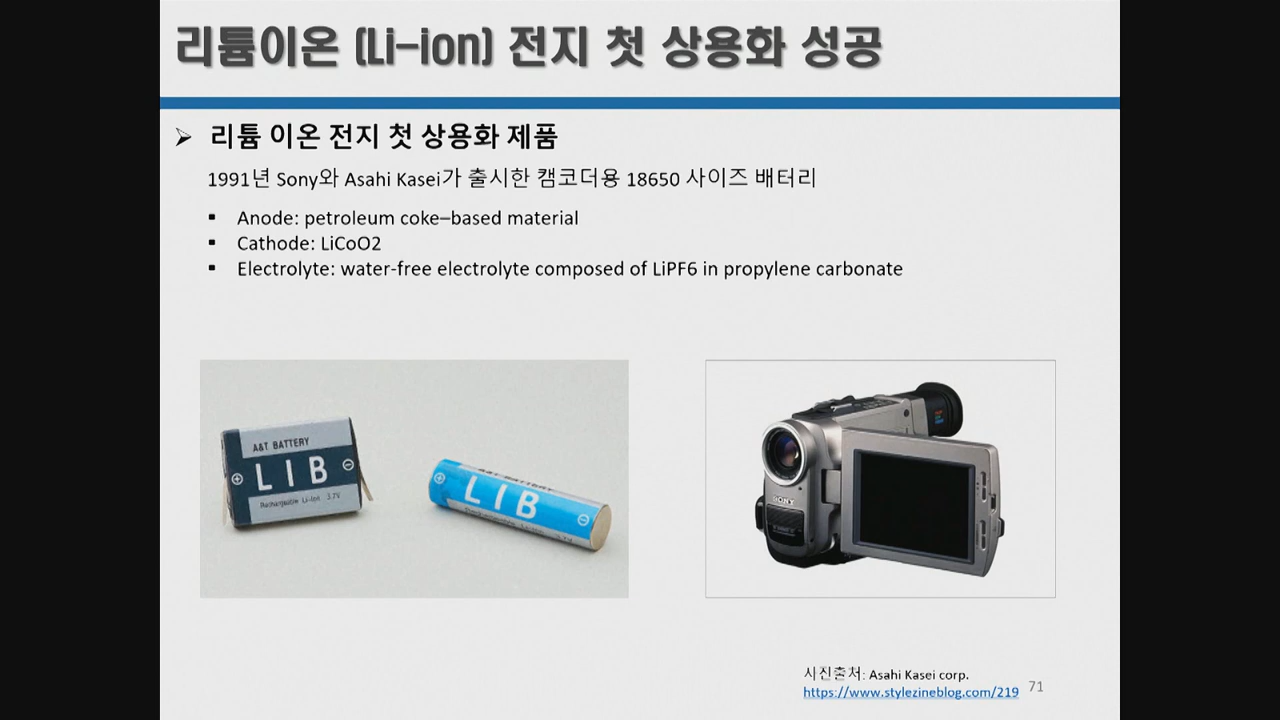 리튬이온 (Li-ion) 전지 첫 상용화 성공
➢ 리튬 이온 전지 첫 상용화 제품
1991년 Sony와 Asahi Kasei가 출시한 캠코더용 18650 사이즈 배터리
▪ Anode: petroleum coke–based material
▪ Cathode: LiCoO2
▪ Electrolyte: water-free electrolyte composed of LiPF6 in propylene carbonate
A&T BATTERY
LIB
Rechargeable Li-ion 3.7V
A&T BATTERY
LIB
SONY
사진출처: Asahi Kasei corp.
https://www.stylezineblog.com/219
71